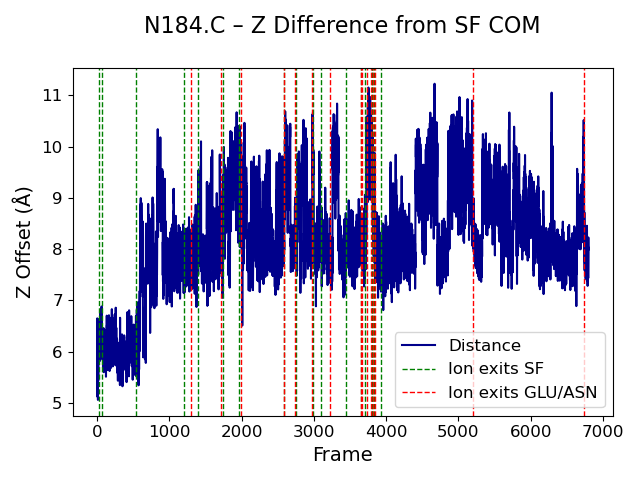 N184.C – Z Difference from SF COM
Z Offset (Å)
11
10
9
8
7
6
5
Distance
Ion exits SF
Ion exits GLU/ASN
0 1000 2000 3000 4000 5000 6000 7000
Frame